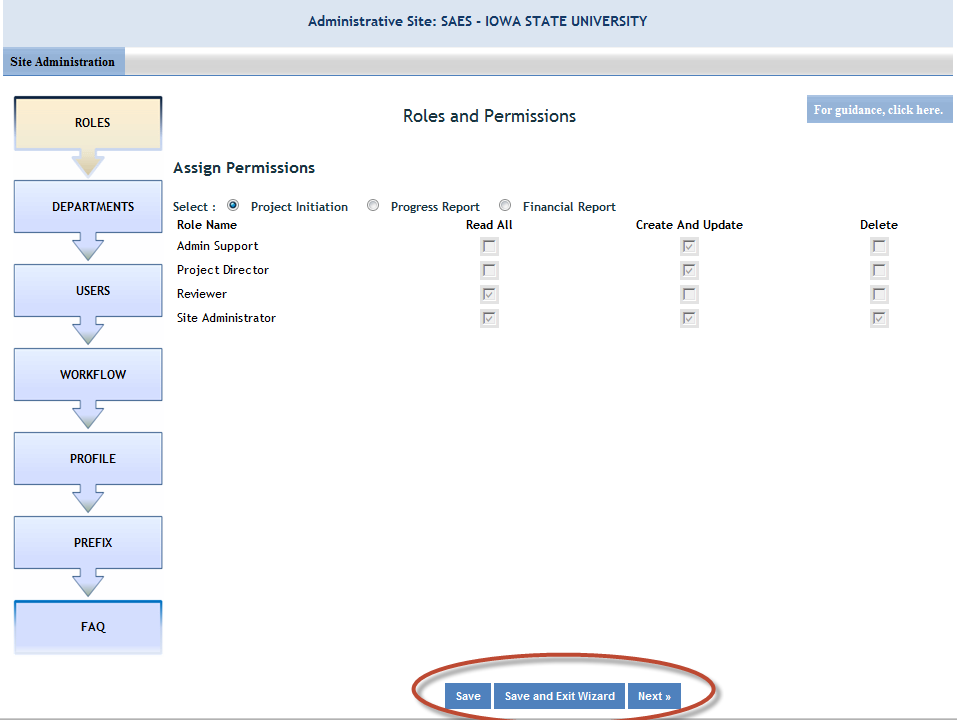 Administrative Site: SAES - IOWA STATE UNIVERSITY
Site Administration
ROLES
Roles and Permissions
For guidance, click here.
Assign Permissions
DEPARTMENTS
Select : Project Initiation Progress Report Financial Report
Role Name Read All Create And Update Delete
Admin Support
Project Director
Reviewer
Site Administrator
USERS
WORKFLOW
PROFILE
PREFIX
FAQ
Save Save and Exit Wizard Next »